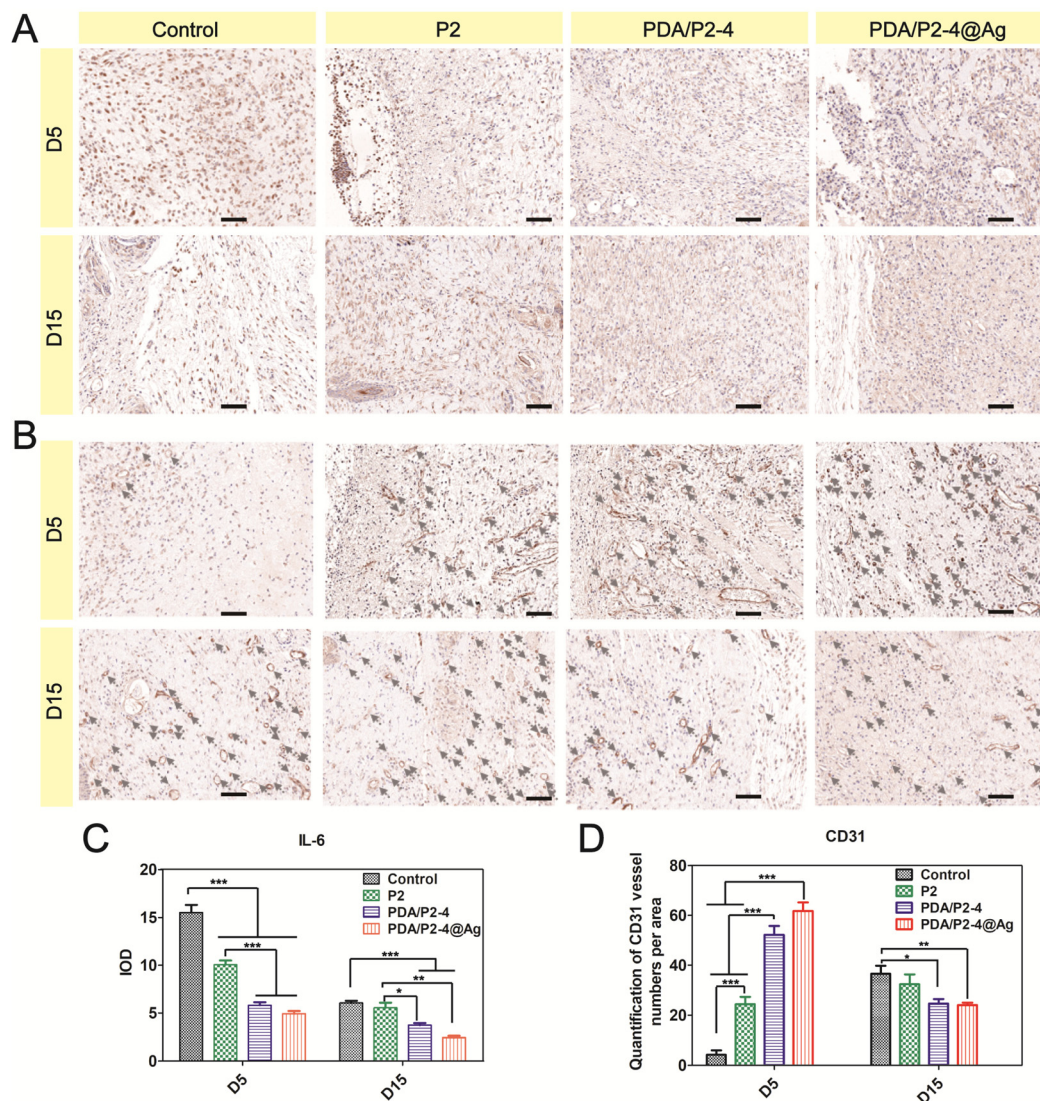 A
Control
P2
PDA/P2-4
PDA/P2-4@Ag
D5
D15
B
D5
D15
C
IL-6
IOD
20
15
10
5
0
***
***
***
**
*
Control
P2
PDA/P2-4
PDA/P2-4@Ag
D5
D15
D
CD31
Quantification of CD31 vessel
numbers per area
80
60
40
20
0
***
***
***
**
*
Control
P2
PDA/P2-4
PDA/P2-4@Ag
D5
D15